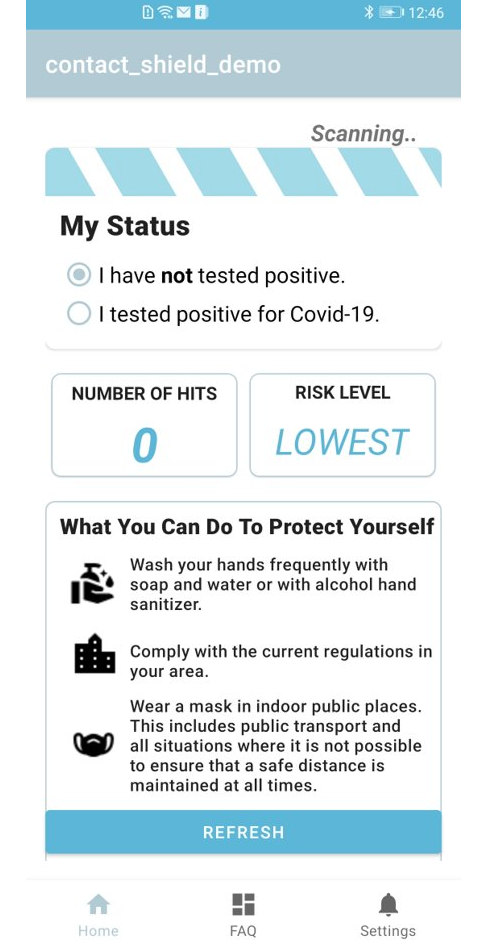 12:46
contact_shield_demo
Scanning..
My Status
I have not tested positive.
I tested positive for Covid-19.
NUMBER OF HITS
0
RISK LEVEL
LOWEST
What You Can Do To Protect Yourself
Wash your hands frequently with
soap and water or with alcohol hand
sanitizer.
Comply with the current regulations in
your area.
Wear a mask in indoor public places.
This includes public transport and
all situations where it is not possible
to ensure that a safe distance is
maintained at all times.
REFRESH
Home
FAQ
Settings